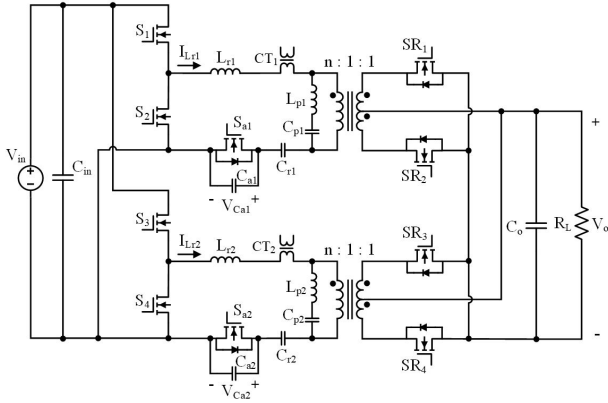 S1
ILr1
Lr1
CT1
n : 1 : 1
SR1
Lp1
S2
Sa1
Cp1
+
Vin
+
-
Cin
Ca1
Cr1
SR2
- VCa1 +
S3
ILr2
Lr2
CT2
n : 1 : 1
SR3
Co
RL
Vo
Lp2
S4
Sa2
Cp2
Ca2
Cr2
-
- VCa2 +
SR4